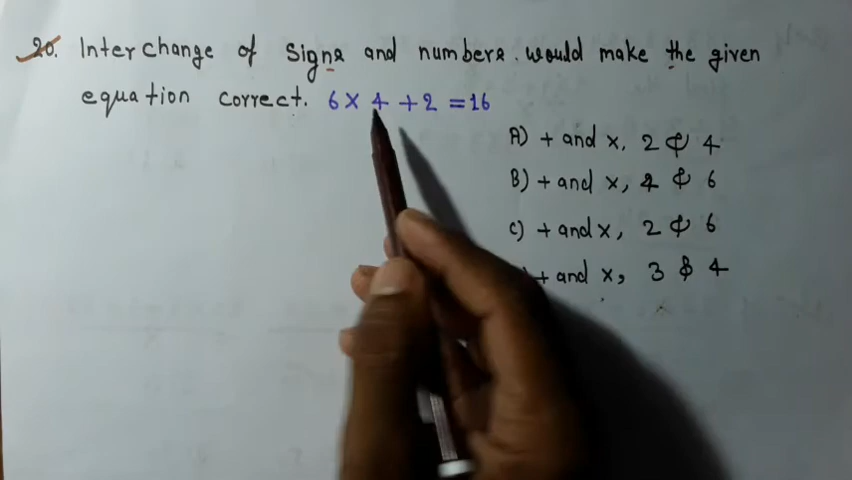 20. Interchange of signs and numbers would make the given
equation correct. 6 × 4 + 2 = 16
A) + and ×, 2 & 4
B) + and ×, 4 & 6
C) + and ×, 2 & 6
+ and ×, 3 & 4